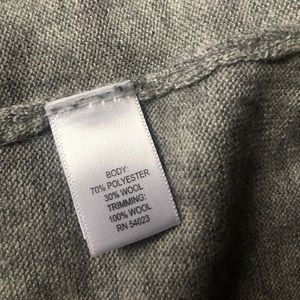 BODY:
70% POLYESTER
30% WOOL
TRIMMING:
100% WOOL
RN 54023